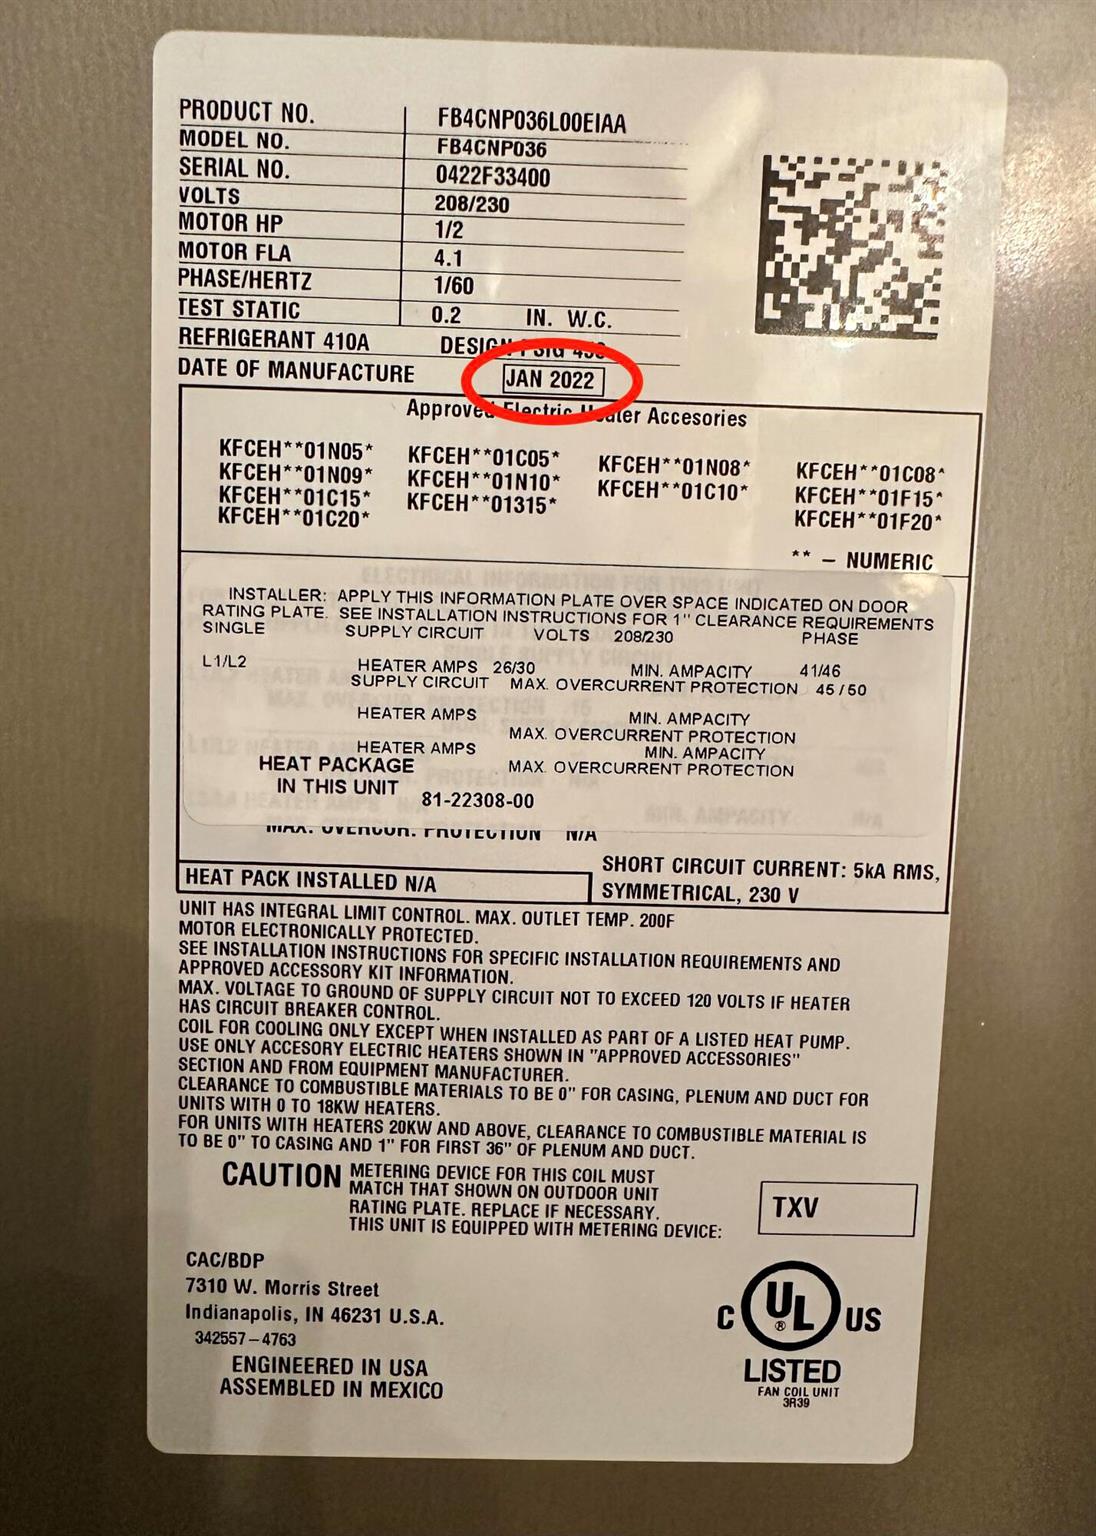 PRODUCT NO. FB4CNP036L00EIAA
MODEL NO. FB4CNP036
SERIAL NO. 0422F33400
VOLTS 208/230
MOTOR HP 1/2
MOTOR FLA 4.1
PHASE/HERTZ 1/60
TEST STATIC 0.2 IN. W.C.
REFRIGERANT 410A DESIGN PSIG
DATE OF MANUFACTURE JAN 2022
Approved Electric Heater Accesories
KFCEH**01N05* KFCEH**01C05* KFCEH**01N08* KFCEH**01C08*
KFCEH**01N09* KFCEH**01N10* KFCEH**01C10* KFCEH**01F15*
KFCEH**01C15* KFCEH**01315* KFCEH**01F20*
KFCEH**01C20*
** – NUMERIC
INSTALLER: APPLY THIS INFORMATION PLATE OVER SPACE INDICATED ON DOOR
RATING PLATE. SEE INSTALLATION INSTRUCTIONS FOR 1" CLEARANCE REQUIREMENTS
SINGLE SUPPLY CIRCUIT VOLTS 208/230 PHASE
L1/L2 HEATER AMPS 26/30 MIN. AMPACITY 41/46
SUPPLY CIRCUIT MAX. OVERCURRENT PROTECTION 45/50
HEATER AMPS MIN. AMPACITY
MAX. OVERCURRENT PROTECTION
HEATER AMPS MIN. AMPACITY
HEAT PACKAGE MAX. OVERCURRENT PROTECTION
IN THIS UNIT 81-22308-00
MAX. OVERCUR. PROTECTION N/A
SHORT CIRCUIT CURRENT: 5kA RMS,
HEAT PACK INSTALLED N/A SYMMETRICAL, 230 V
UNIT HAS INTEGRAL LIMIT CONTROL. MAX. OUTLET TEMP. 200F
MOTOR ELECTRONICALLY PROTECTED.
SEE INSTALLATION INSTRUCTIONS FOR SPECIFIC INSTALLATION REQUIREMENTS AND
APPROVED ACCESSORY KIT INFORMATION.
MAX. VOLTAGE TO GROUND OF SUPPLY CIRCUIT NOT TO EXCEED 120 VOLTS IF HEATER
HAS CIRCUIT BREAKER CONTROL.
COIL FOR COOLING ONLY EXCEPT WHEN INSTALLED AS PART OF A LISTED HEAT PUMP.
USE ONLY ACCESORY ELECTRIC HEATERS SHOWN IN "APPROVED ACCESSORIES"
SECTION AND FROM EQUIPMENT MANUFACTURER.
CLEARANCE TO COMBUSTIBLE MATERIALS TO BE 0" FOR CASING, PLENUM AND DUCT FOR
UNITS WITH 0 TO 18KW HEATERS.
FOR UNITS WITH HEATERS 20KW AND ABOVE, CLEARANCE TO COMBUSTIBLE MATERIAL IS
TO BE 0" TO CASING AND 1" FOR FIRST 36" OF PLENUM AND DUCT.
CAUTION METERING DEVICE FOR THIS COIL MUST
MATCH THAT SHOWN ON OUTDOOR UNIT
RATING PLATE. REPLACE IF NECESSARY.
THIS UNIT IS EQUIPPED WITH METERING DEVICE: TXV
CAC/BDP
7310 W. Morris Street
Indianapolis, IN 46231 U.S.A.
342557–4763
ENGINEERED IN USA
ASSEMBLED IN MEXICO
C UL ® US
LISTED
FAN COIL UNIT
3R39